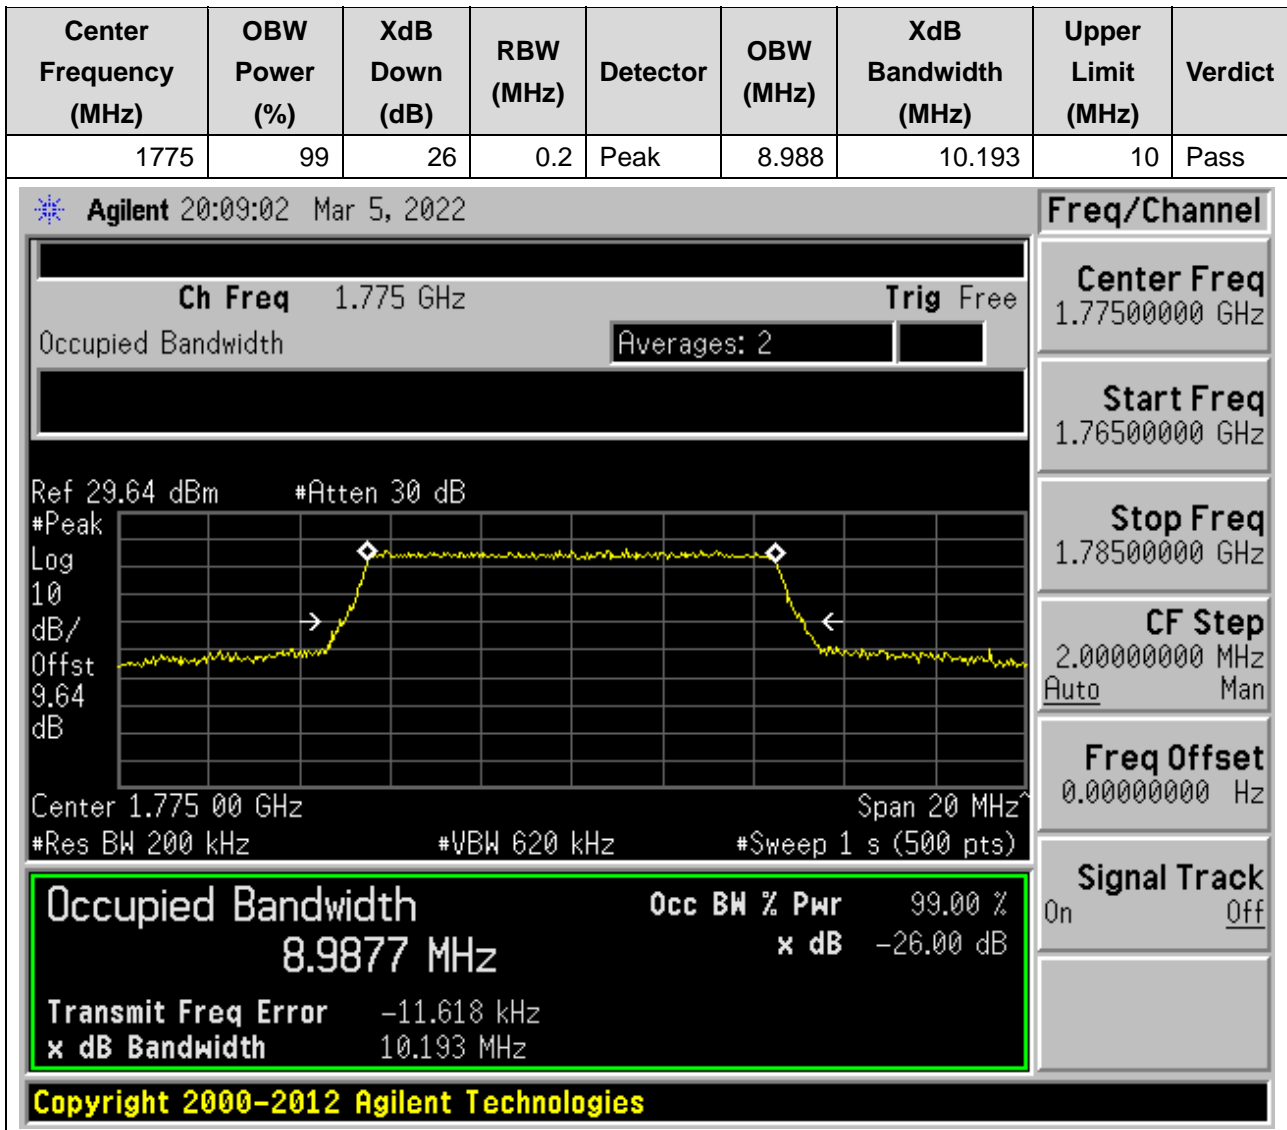 Center Frequency (MHz) OBW Power (%) XdB Down (dB) RBW (MHz) Detector OBW (MHz) XdB Bandwidth (MHz) Upper Limit (MHz) Verdict
1775 99 26 0.2 Peak 8.988 10.193 10 Pass
Agilent 20:09:02 Mar 5, 2022
Ch Freq 1.775 GHz Trig Free
Occupied Bandwidth Averages: 2
Ref 29.64 dBm #Atten 30 dB
#Peak
Log
10
dB/
Offst
9.64
dB
Center 1.775 00 GHz Span 20 MHz^
#Res BW 200 kHz #VBW 620 kHz #Sweep 1 s (500 pts)
Occupied Bandwidth Occ BW % Pwr 99.00 %
8.9877 MHz x dB -26.00 dB
Transmit Freq Error -11.618 kHz
x dB Bandwidth 10.193 MHz
Copyright 2000-2012 Agilent Technologies
Freq/Channel
Center Freq
1.77500000 GHz
Start Freq
1.76500000 GHz
Stop Freq
1.78500000 GHz
CF Step
2.00000000 MHz
Auto Man
Freq Offset
0.00000000 Hz
Signal Track
On Off